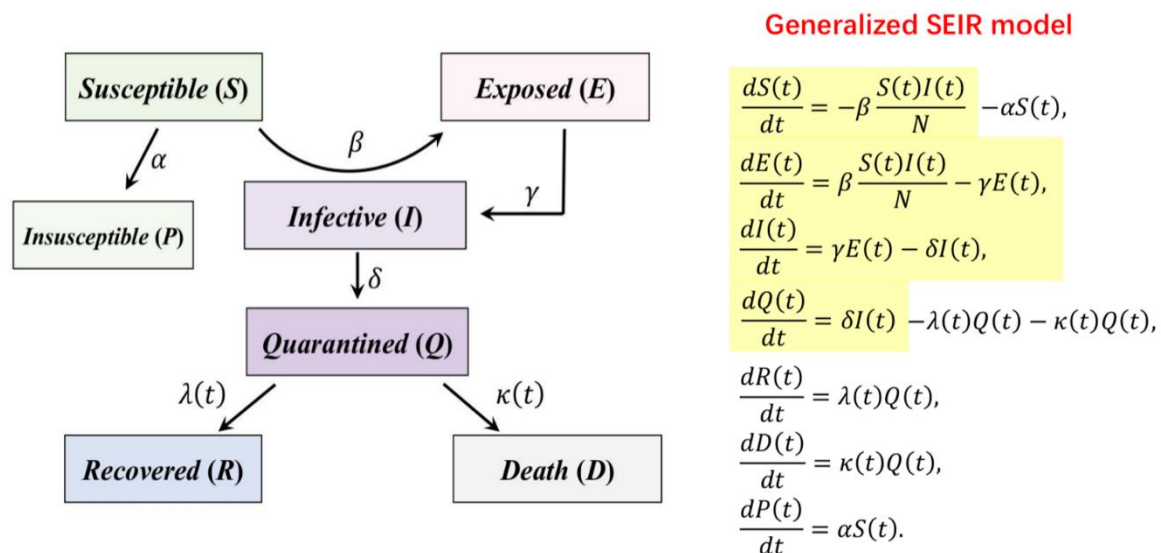 Generalized SEIR model
Susceptible (S)
Exposed (E)
α
β
Insusceptible (P)
Infective (I)
γ
δ
Quarantined (Q)
λ(t)
κ(t)
Recovered (R)
Death (D)
dS(t)/dt = −β S(t)I(t)/N −αS(t),
dE(t)/dt = β S(t)I(t)/N − γE(t),
dI(t)/dt = γE(t) − δI(t),
dQ(t)/dt = δI(t) −λ(t)Q(t) − κ(t)Q(t),
dR(t)/dt = λ(t)Q(t),
dD(t)/dt = κ(t)Q(t),
dP(t)/dt = αS(t).